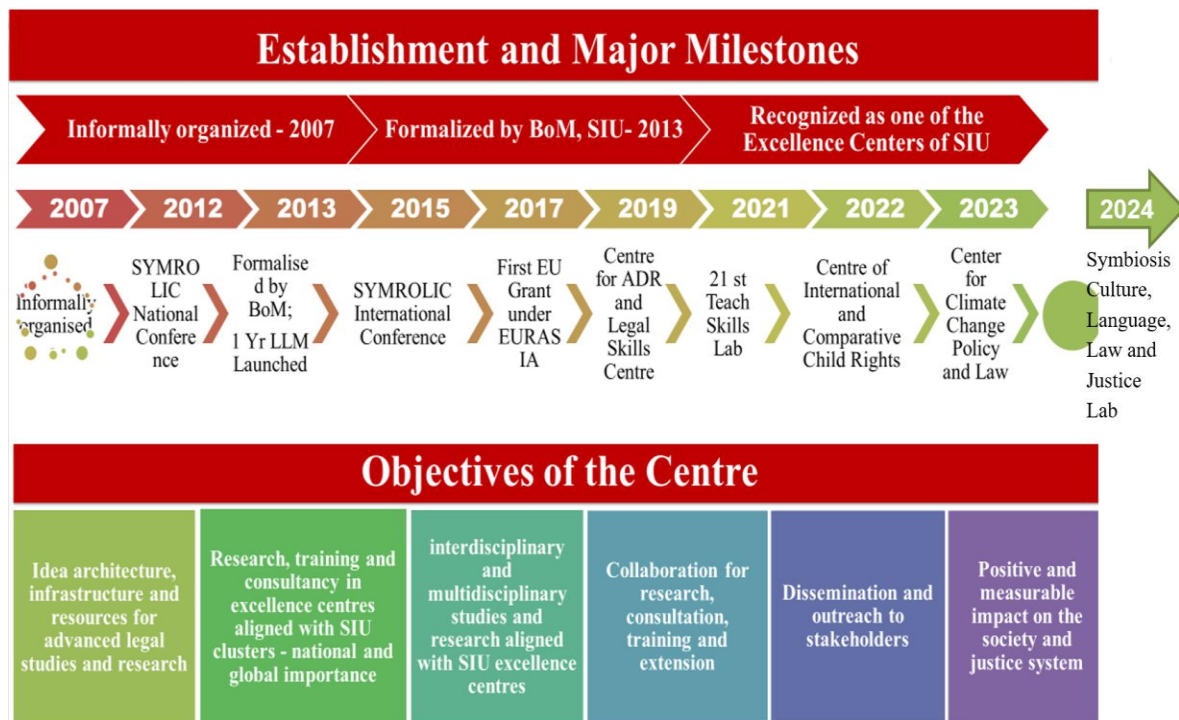 Establishment and Major Milestones
Informally organized - 2007
Formalized by BoM, SIU- 2013
Recognized as one of the
Excellence Centers of SIU
2007
2012
2013
2015
2017
2019
2021
2022
2023
2024
Informally
organised
SYMRO
LIC
National
Confere
nce
Formalise
d by
BoM;
1 Yr LLM
Launched
SYMROLIC
International
Conference
First EU
Grant
under
EURAS
IA
Centre
for ADR
and
Legal
Skills
Centre
21 st
Teach
Skills
Lab
Centre of
International
and
Comparative
Child Rights
Center
for
Climate
Change
Policy
and Law
Symbiosis
Culture,
Language,
Law and
Justice
Lab
Objectives of the Centre
Idea architecture,
infrastructure and
resources for
advanced legal
studies and research
Research, training and
consultancy in
excellence centres
aligned with SIU
clusters - national and
global importance
interdisciplinary
and
multidisciplinary
studies and
research aligned
with SIU excellence
centres
Collaboration for
research,
consultation,
training and
extension
Dissemination and
outreach to
stakeholders
Positive and
measurable
impact on the
society and
justice system